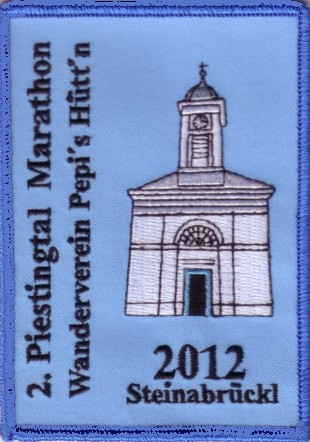 2. Piestingtal Marathon
Wanderverein Pepi´s Hütt´n
2012
Steinabrückl